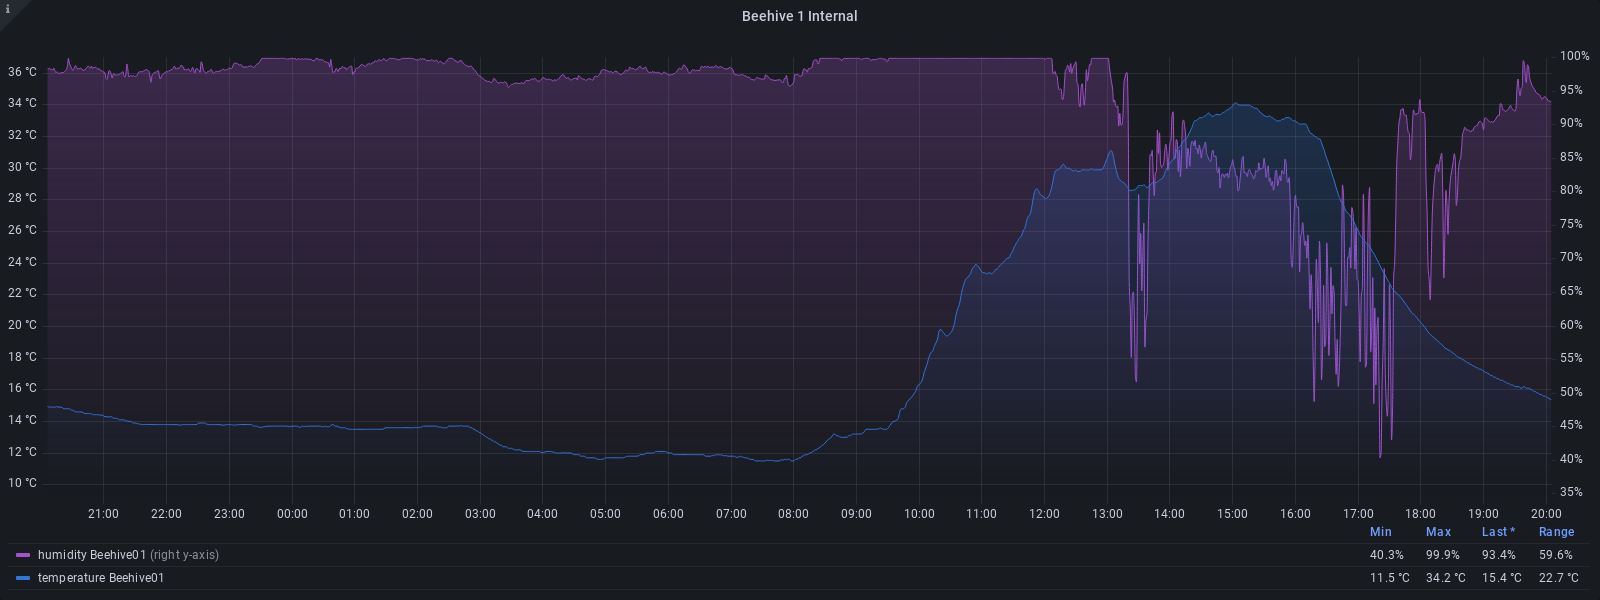 i
Beehive 1 Internal
36 °C
34 °C
32 °C
30 °C
28 °C
26 °C
24 °C
22 °C
20 °C
18 °C
16 °C
14 °C
12 °C
10 °C
100%
95%
90%
85%
80%
75%
70%
65%
60%
55%
50%
45%
40%
35%
21:00 22:00 23:00 00:00 01:00 02:00 03:00 04:00 05:00 06:00 07:00 08:00 09:00 10:00 11:00 12:00 13:00 14:00 15:00 16:00 17:00 18:00 19:00 20:00
Min Max Last * Range
humidity Beehive01 (right y-axis) 40.3% 99.9% 93.4% 59.6%
temperature Beehive01 11.5 °C 34.2 °C 15.4 °C 22.7 °C